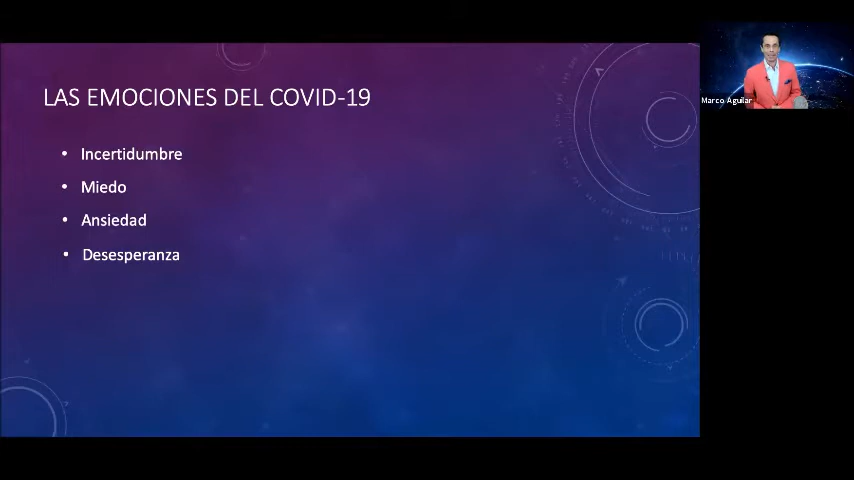 LAS EMOCIONES DEL COVID-19
• Incertidumbre
• Miedo
• Ansiedad
• Desesperanza
Marco Aguilar